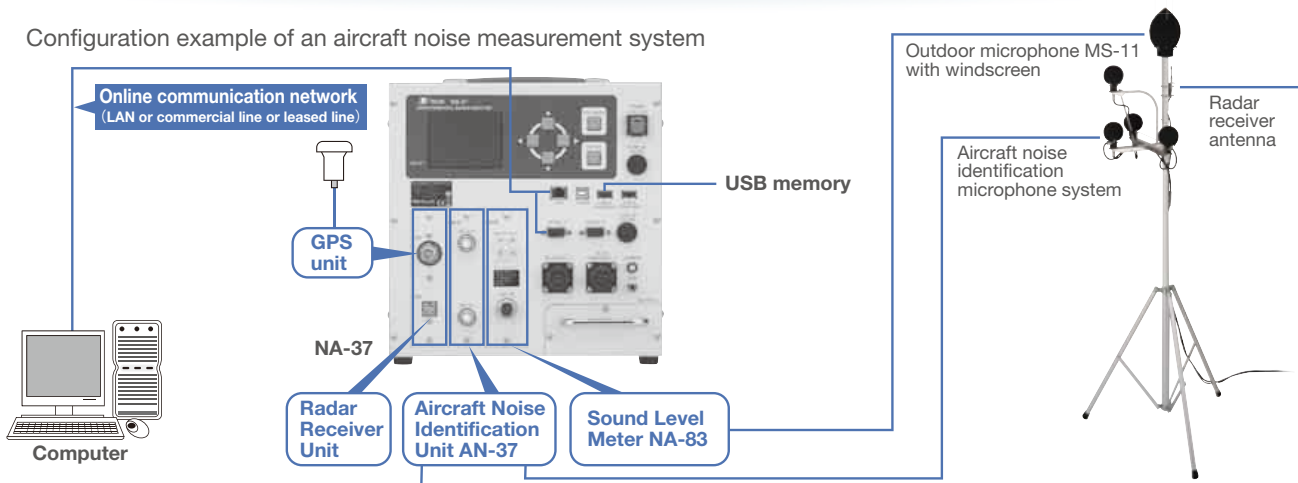 Configuration example of an aircraft noise measurement system
Online communication network
(LAN or commercial line or leased line)
Outdoor microphone MS-11
with windscreen
Radar
receiver
antenna
Aircraft noise
identification
microphone system
USB memory
GPS
unit
NA-37
Radar
Receiver
Unit
Aircraft Noise
Identification
Unit AN-37
Sound Level
Meter NA-83
Computer